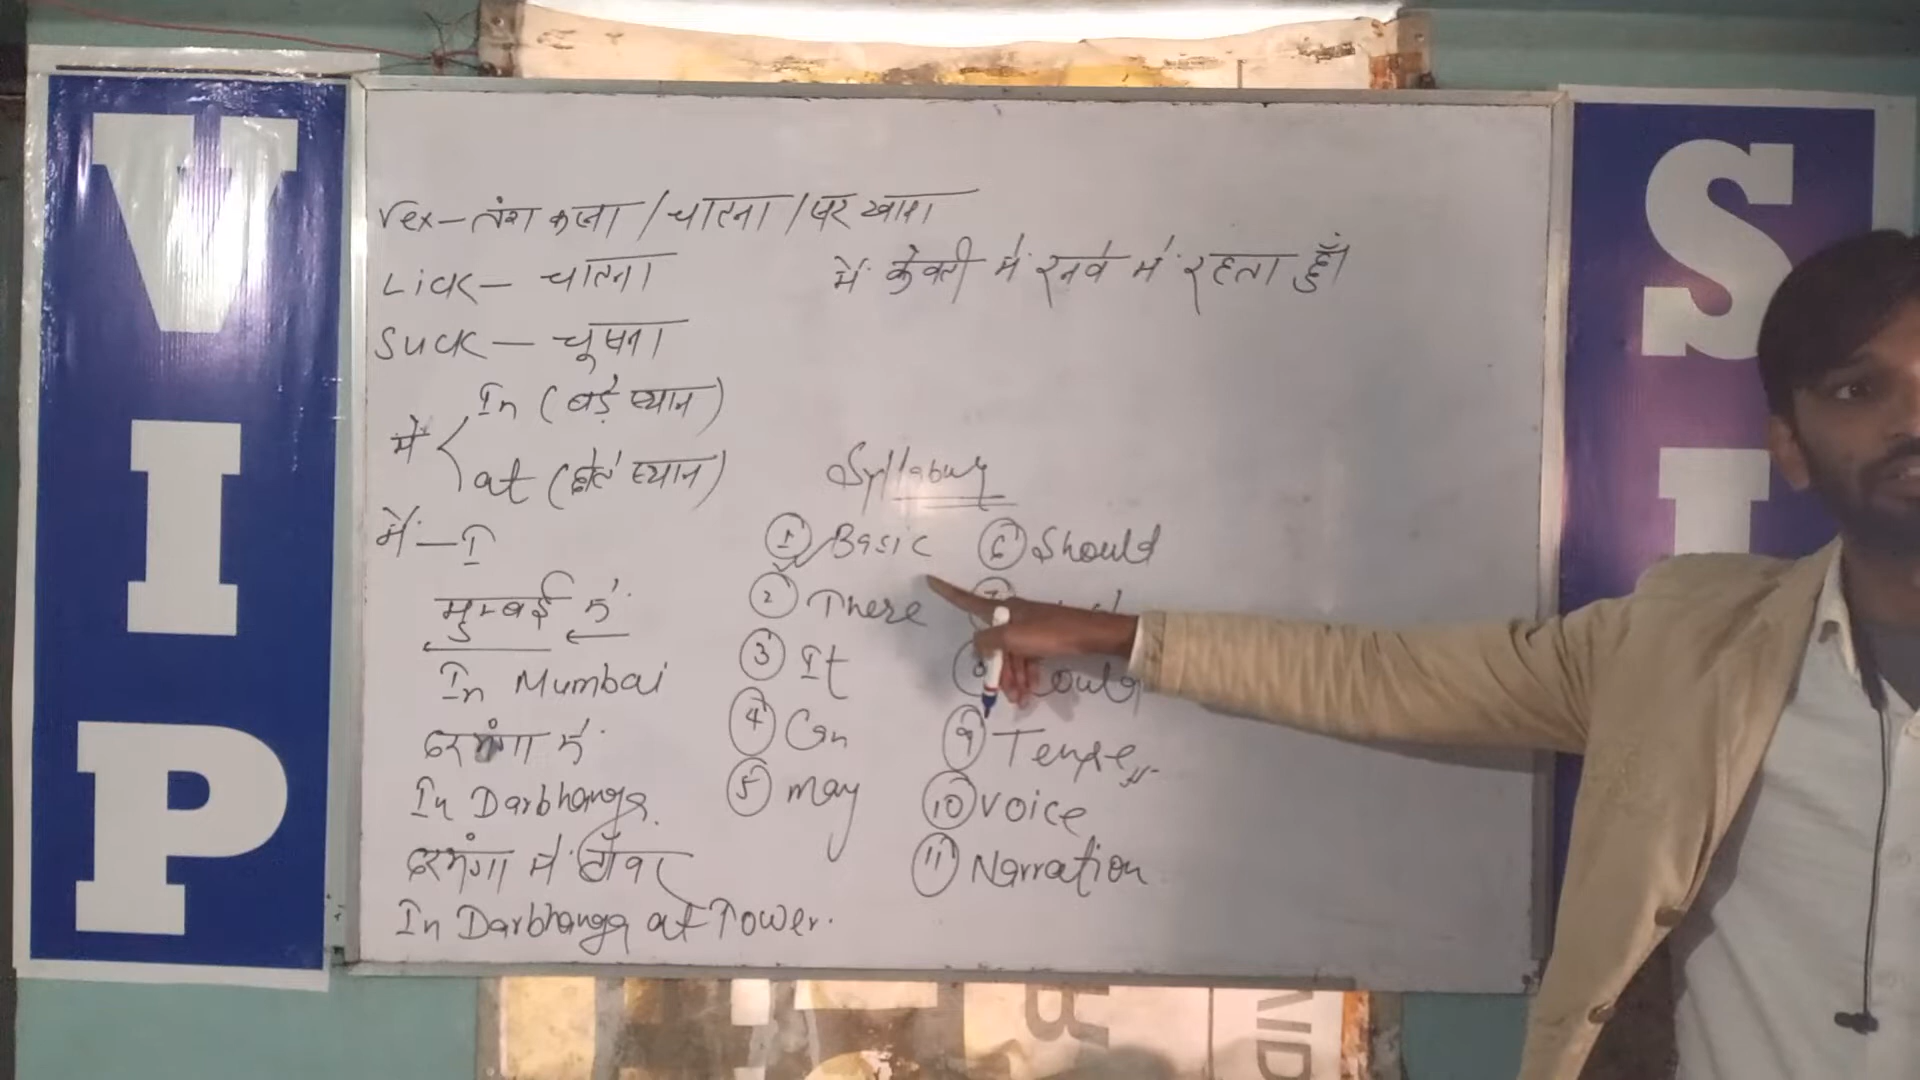 VIP
Vex - तंग करना / चाटना / पर खाना
Lick - चाटना
Suck - चूसना
में
In (बड़े स्थान)
at (छोटे स्थान)
में - I
मुम्बई में
In Mumbai
दरभंगा में
In Darbhanga.
दरभंगा में टॉवर
In Darbhanga at Tower.
में केवटी में रनवे में रहता हूँ।
Syllabus
① Basic
② There
③ It
④ Can
⑤ may
⑥ Should
⑨ Tense
⑩ Voice
⑪ Narration
S